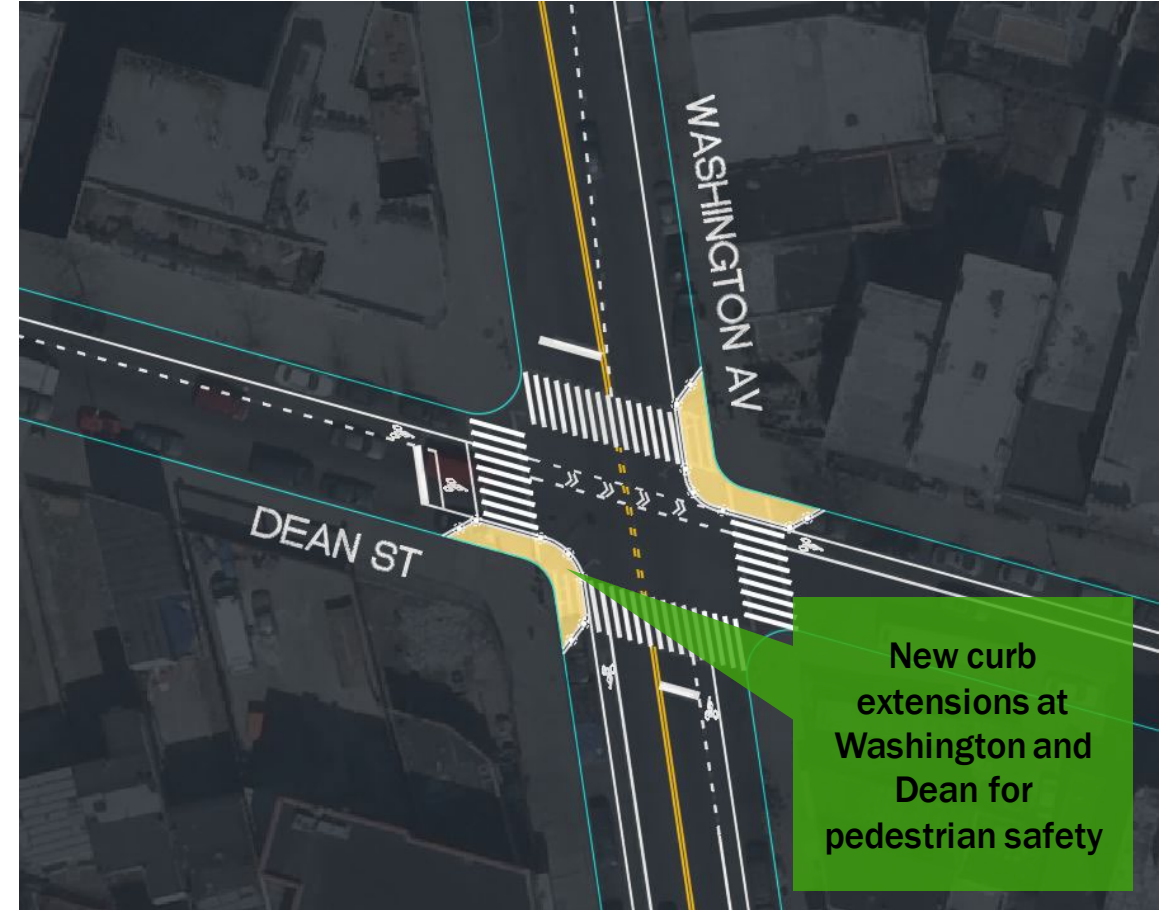 WASHINGTON AV
DEAN ST
New curb
extensions at
Washington and
Dean for
pedestrian safety